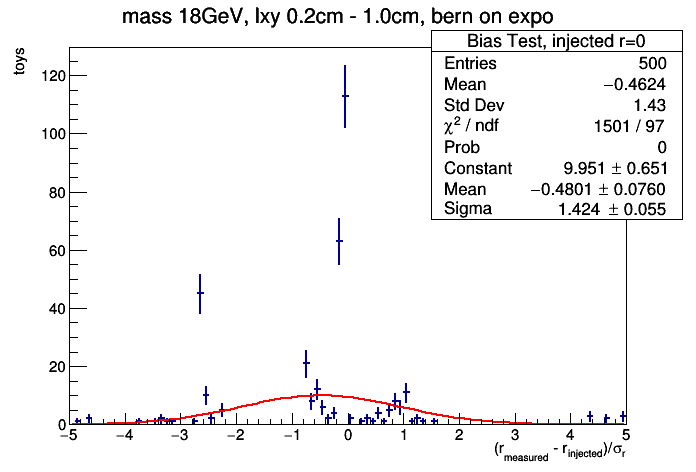 mass 18GeV, lxy 0.2cm - 1.0cm, bern on expo
Bias Test, injected r=0
Entries 500
Mean −0.4624
Std Dev 1.43
χ² / ndf 1501 / 97
Prob 0
Constant 9.951 ± 0.651
Mean −0.4801 ± 0.0760
Sigma 1.424 ± 0.055
toys
120
100
80
60
40
20
0
−5 −4 −3 −2 −1 0 1 2 3 4 5
(r_measured - r_injected)/σ_r